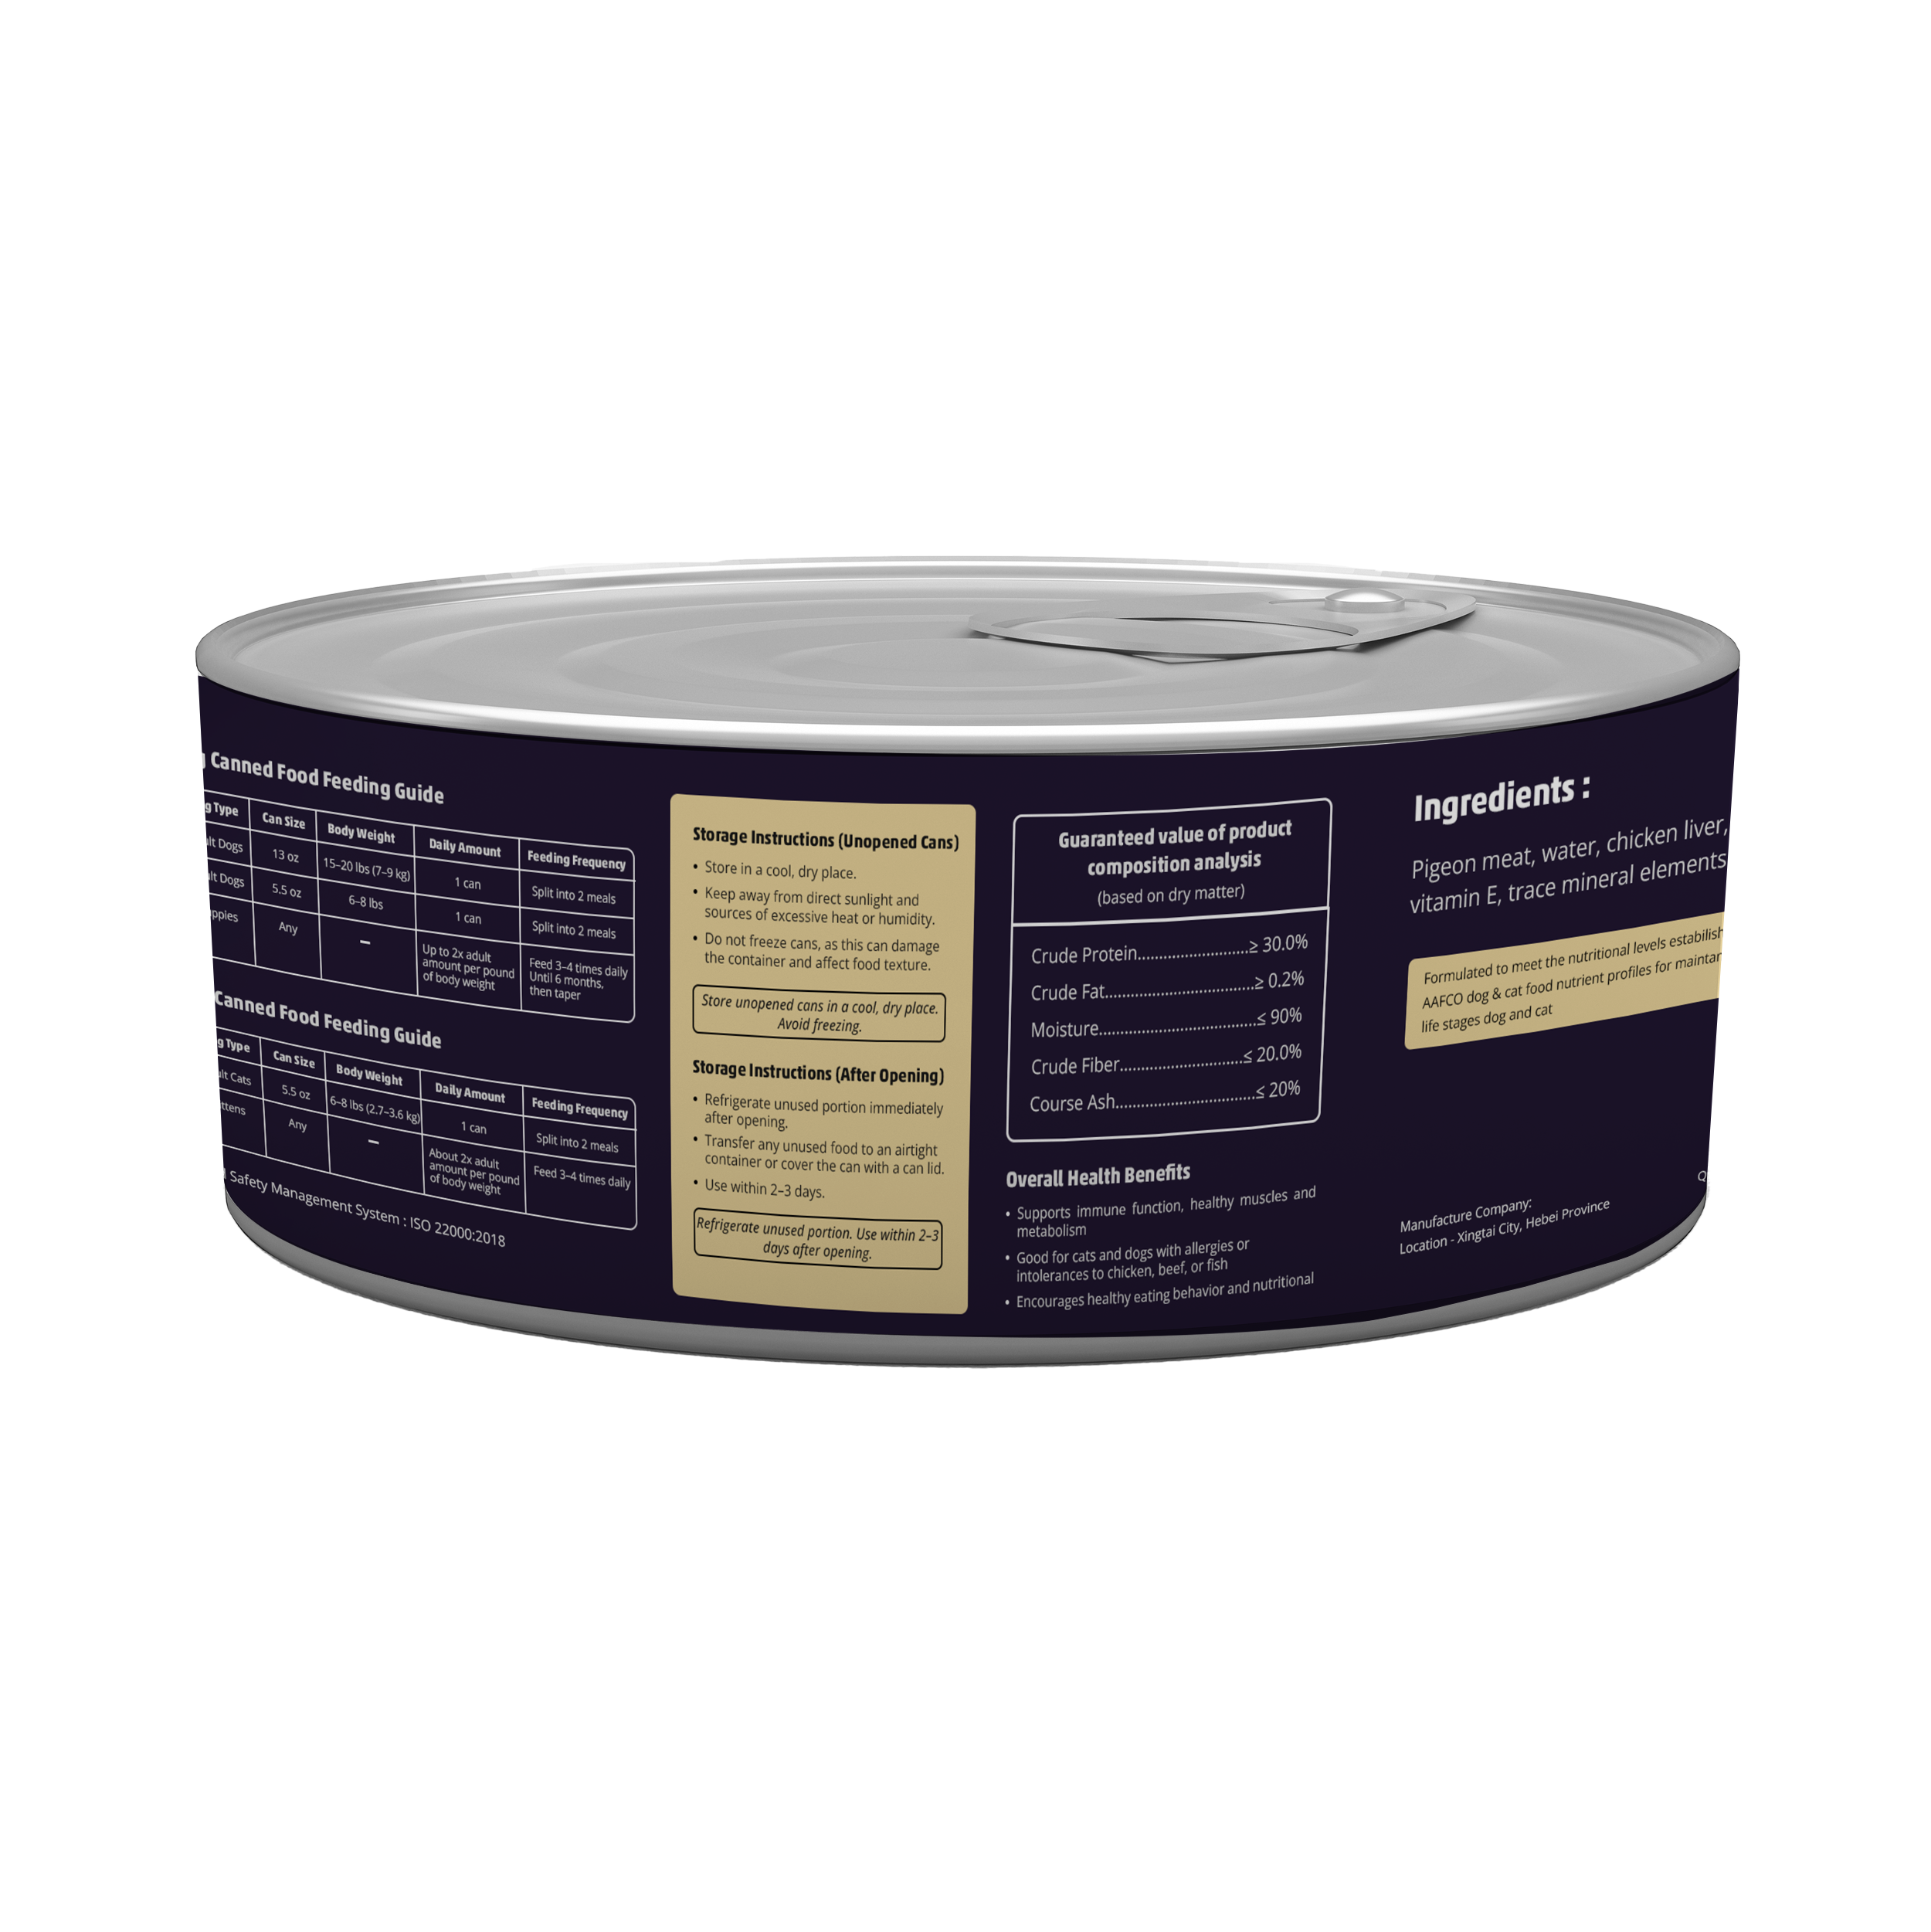 Canned Food Feeding Guide
Type Can Size Body Weight Daily Amount Feeding Frequency
Dogs 13 oz 15–20 lbs (7–9 kg) 1 can Split into 2 meals
Dogs 5.5 oz 6–8 lbs 1 can Split into 2 meals
Any – Up to 2x adult
amount per pound
of body weight
Feed 3–4 times daily
Until 6 months,
then taper
Canned Food Feeding Guide
Type Can Size Body Weight Daily Amount Feeding Frequency
Cats 5.5 oz 6–8 lbs (2.7–3.6 kg) 1 can Split into 2 meals
Any – About 2x adult
amount per pound
of body weight
Feed 3–4 times daily
Safety Management System : ISO 22000:2018
Storage Instructions (Unopened Cans)
• Store in a cool, dry place.
• Keep away from direct sunlight and
sources of excessive heat or humidity.
• Do not freeze cans, as this can damage
the container and affect food texture.
Store unopened cans in a cool, dry place.
Avoid freezing.
Storage Instructions (After Opening)
• Refrigerate unused portion immediately
after opening.
• Transfer any unused food to an airtight
container or cover the can with a can lid.
• Use within 2–3 days.
Refrigerate unused portion. Use within 2–3
days after opening.
Guaranteed value of product
composition analysis
(based on dry matter)
Crude Protein..........................≥ 30.0%
Crude Fat...................................≥ 0.2%
Moisture.....................................≤ 90%
Crude Fiber.............................≤ 20.0%
Course Ash.................................≤ 20%
Overall Health Benefits
• Supports immune function, healthy muscles and
metabolism
• Good for cats and dogs with allergies or
intolerances to chicken, beef, or fish
• Encourages healthy eating behavior and nutritional
Ingredients :
Pigeon meat, water, chicken liver,
vitamin E, trace mineral elements
Formulated to meet the nutritional levels estabilish
AAFCO dog & cat food nutrient profiles for
life stages dog and cat
Manufacture Company:
Location - Xingtai City, Hebei Province